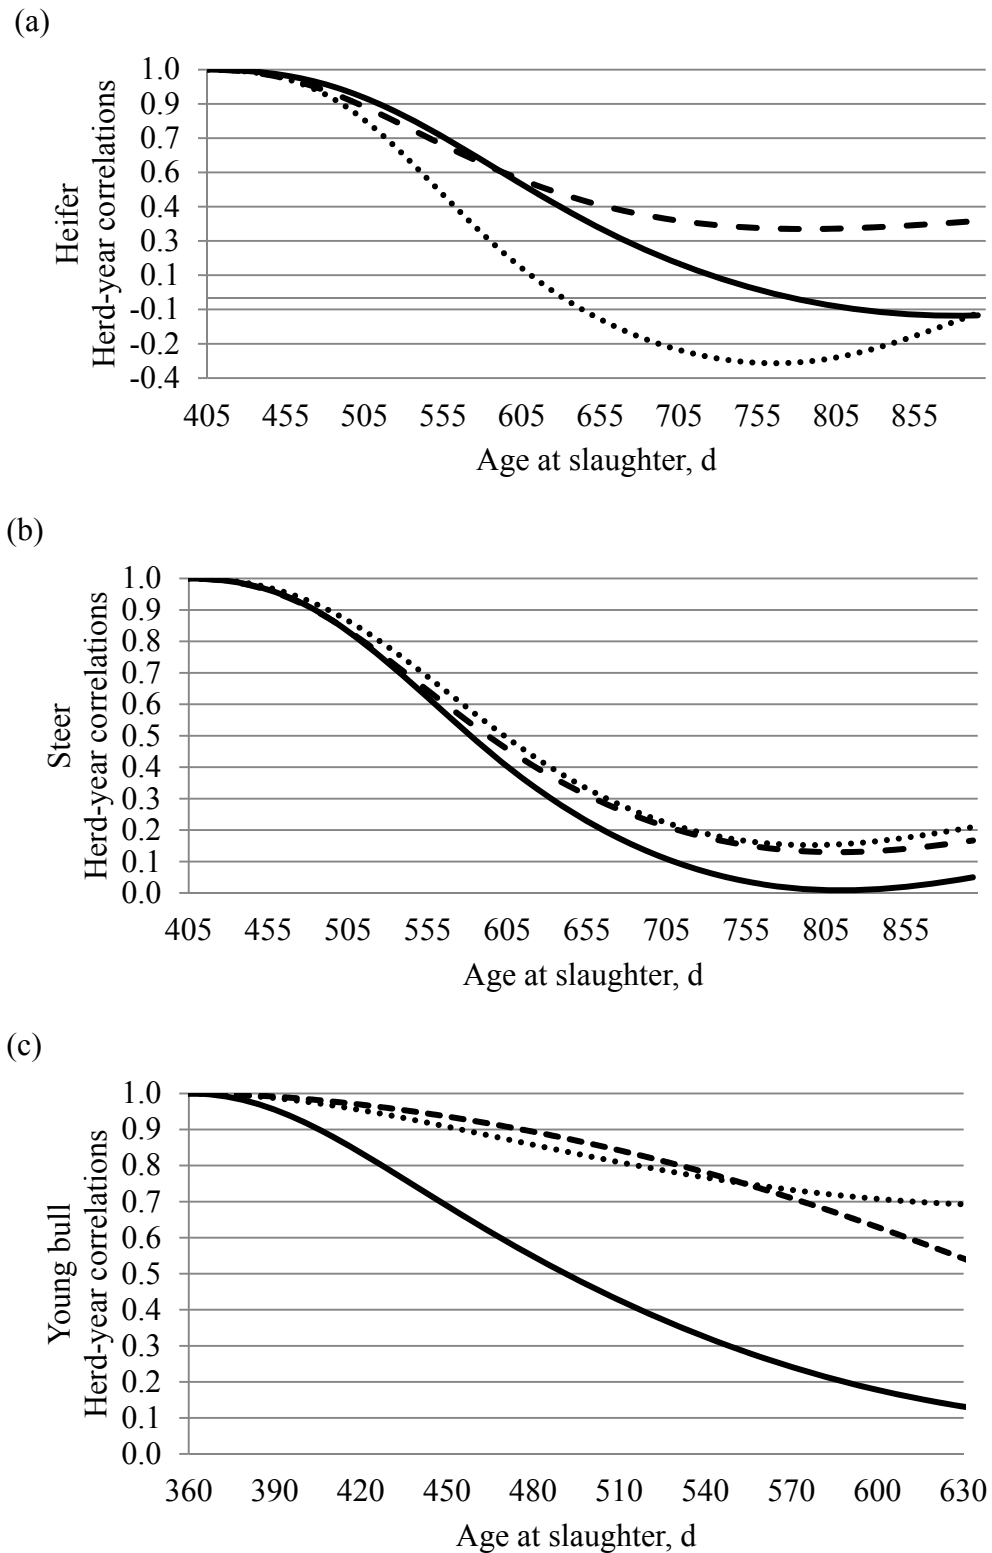 (a)
Heifer
Herd-year correlations
1.0
0.9
0.7
0.6
0.4
0.3
0.1
-0.1
-0.2
-0.4
405 455 505 555 605 655 705 755 805 855
Age at slaughter, d
(b)
Steer
Herd-year correlations
1.0
0.9
0.8
0.7
0.6
0.5
0.4
0.3
0.2
0.1
0.0
405 455 505 555 605 655 705 755 805 855
Age at slaughter, d
(c)
Young bull
Herd-year correlations
1.0
0.9
0.8
0.7
0.6
0.5
0.4
0.3
0.2
0.1
0.0
360 390 420 450 480 510 540 570 600 630
Age at slaughter, d